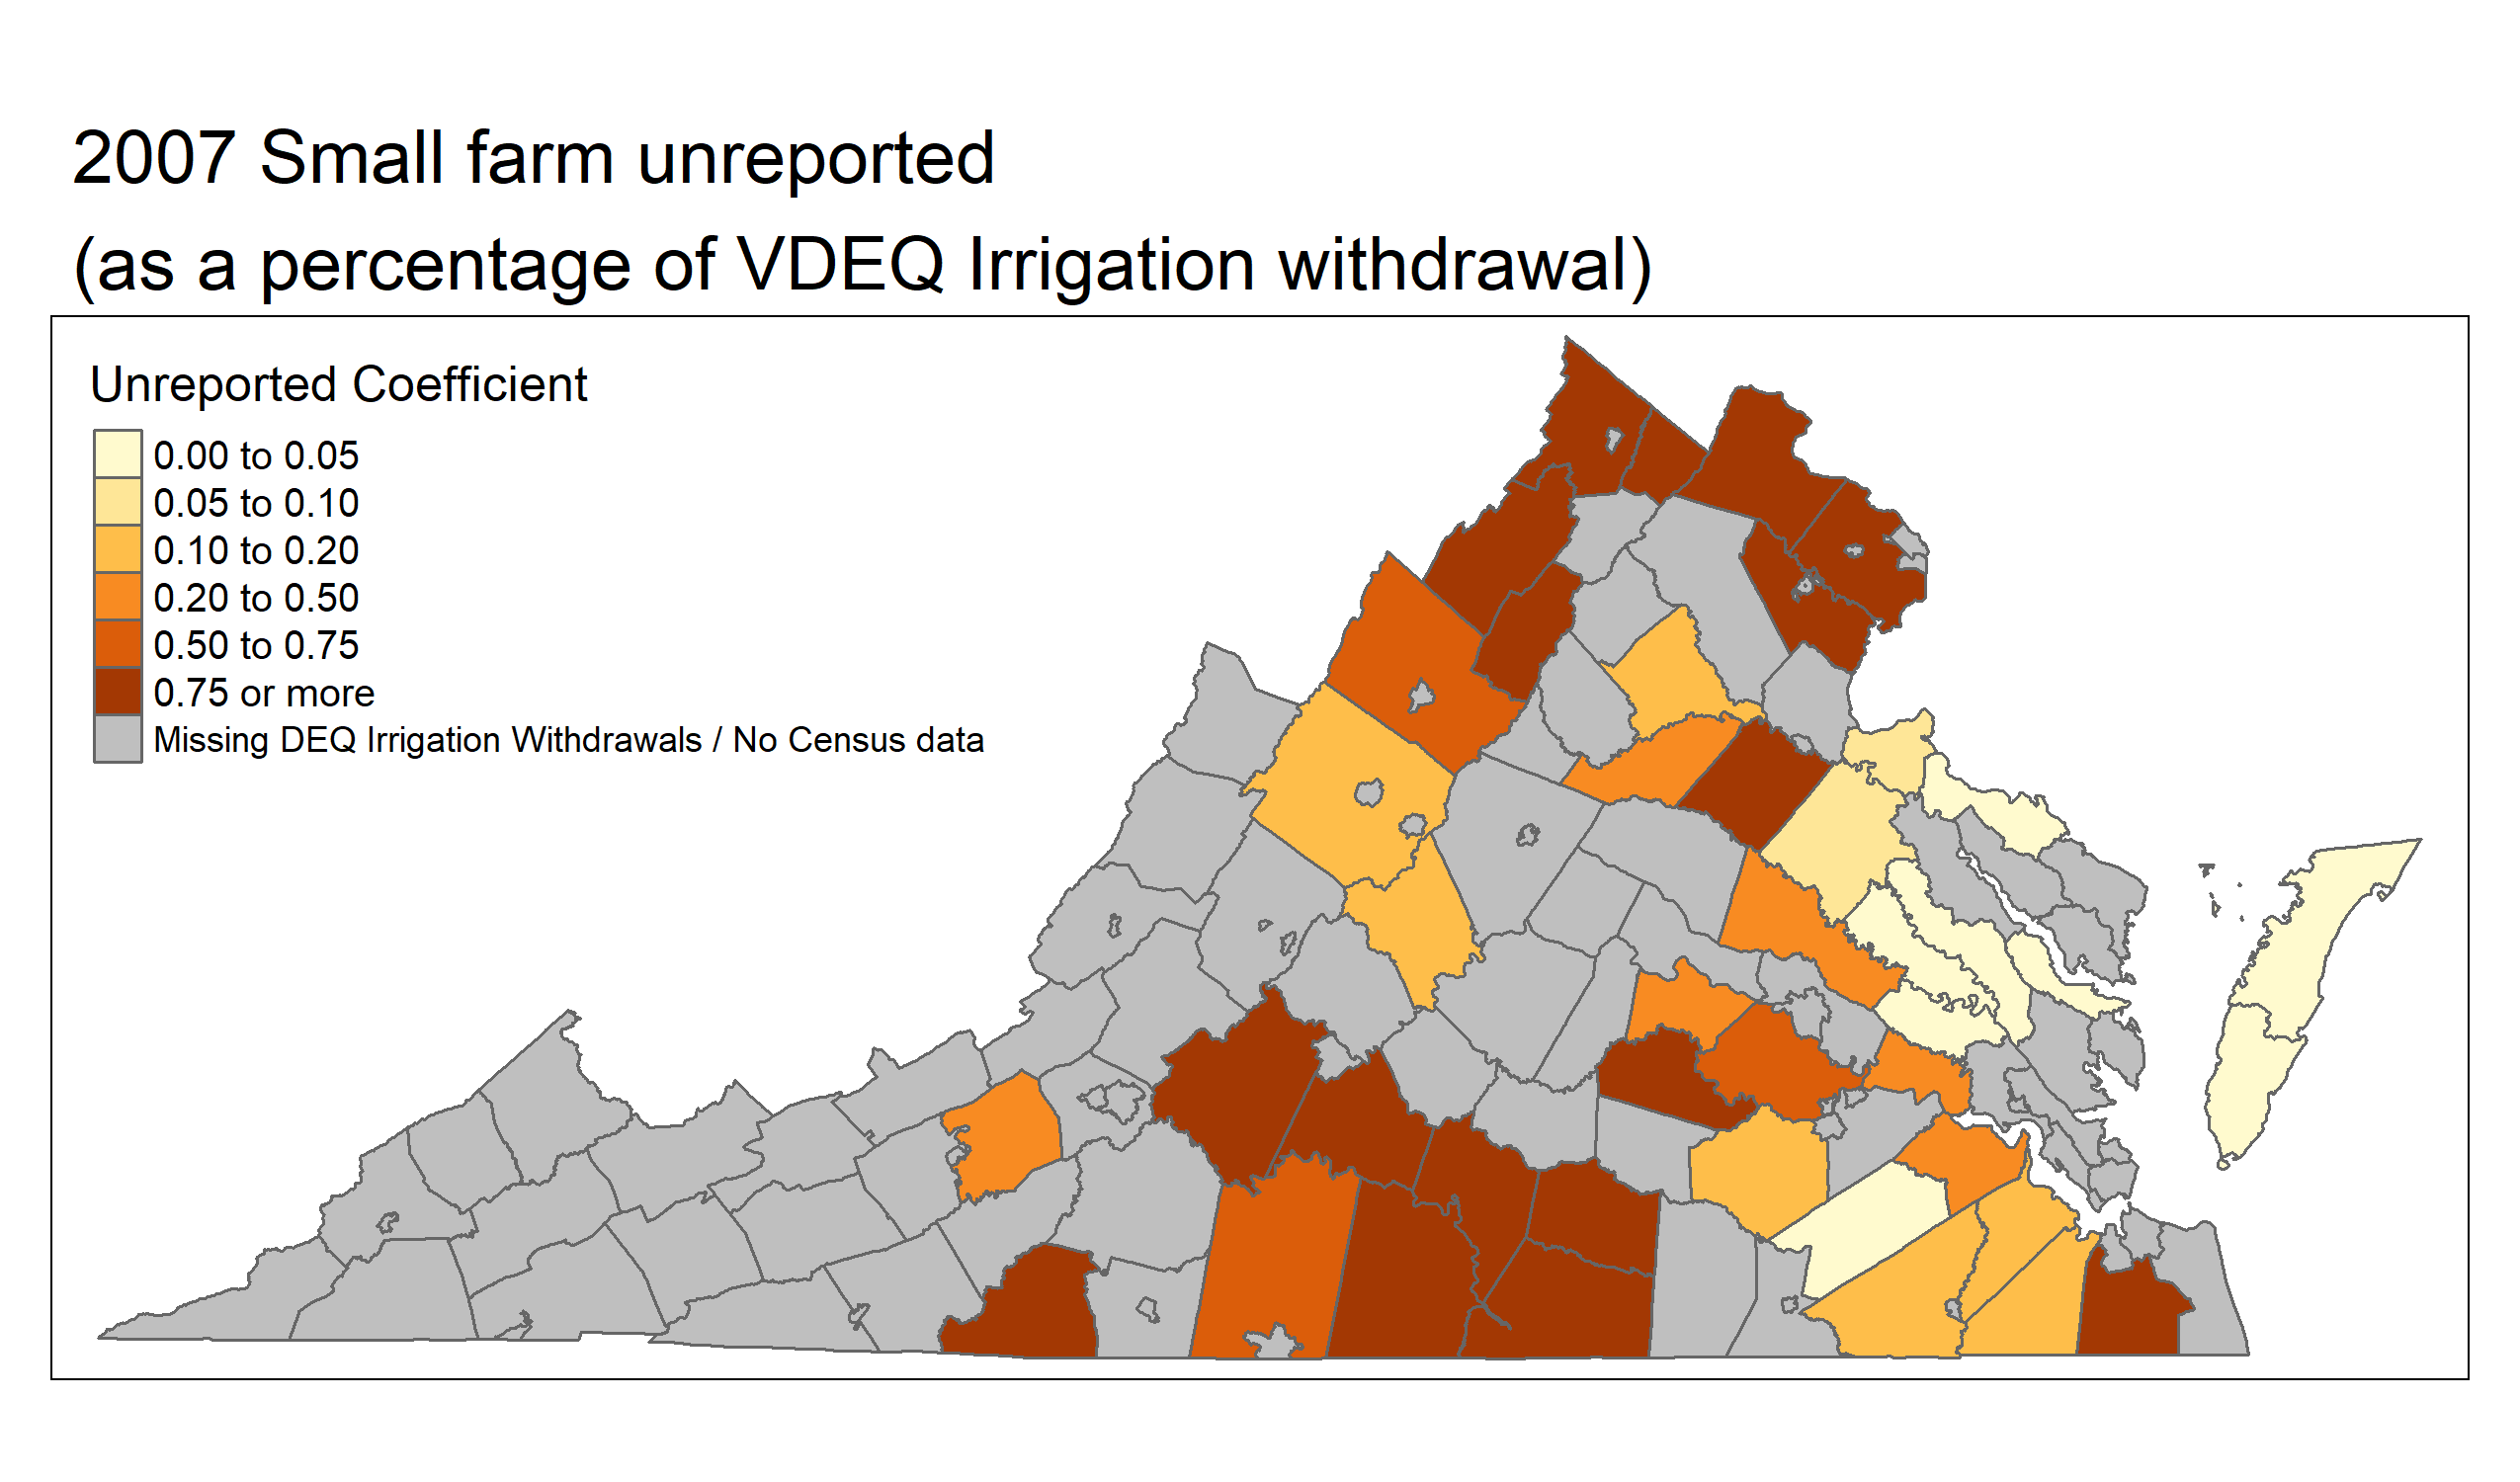 2007 Small farm unreported
(as a percentage of VDEQ Irrigation withdrawal)
Unreported Coefficient
0.00 to 0.05
0.05 to 0.10
0.10 to 0.20
0.20 to 0.50
0.50 to 0.75
0.75 or more
Missing DEQ Irrigation Withdrawals / No Census data